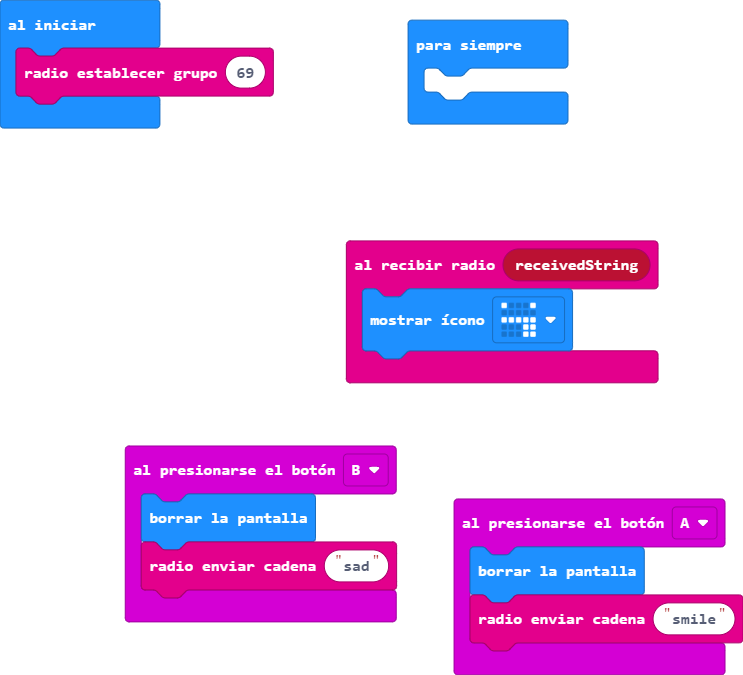 al iniciar
radio establecer grupo 69
para siempre
al recibir radio receivedString
mostrar ícono
al presionarse el botón B
borrar la pantalla
radio enviar cadena "sad"
al presionarse el botón A
borrar la pantalla
radio enviar cadena "smile"